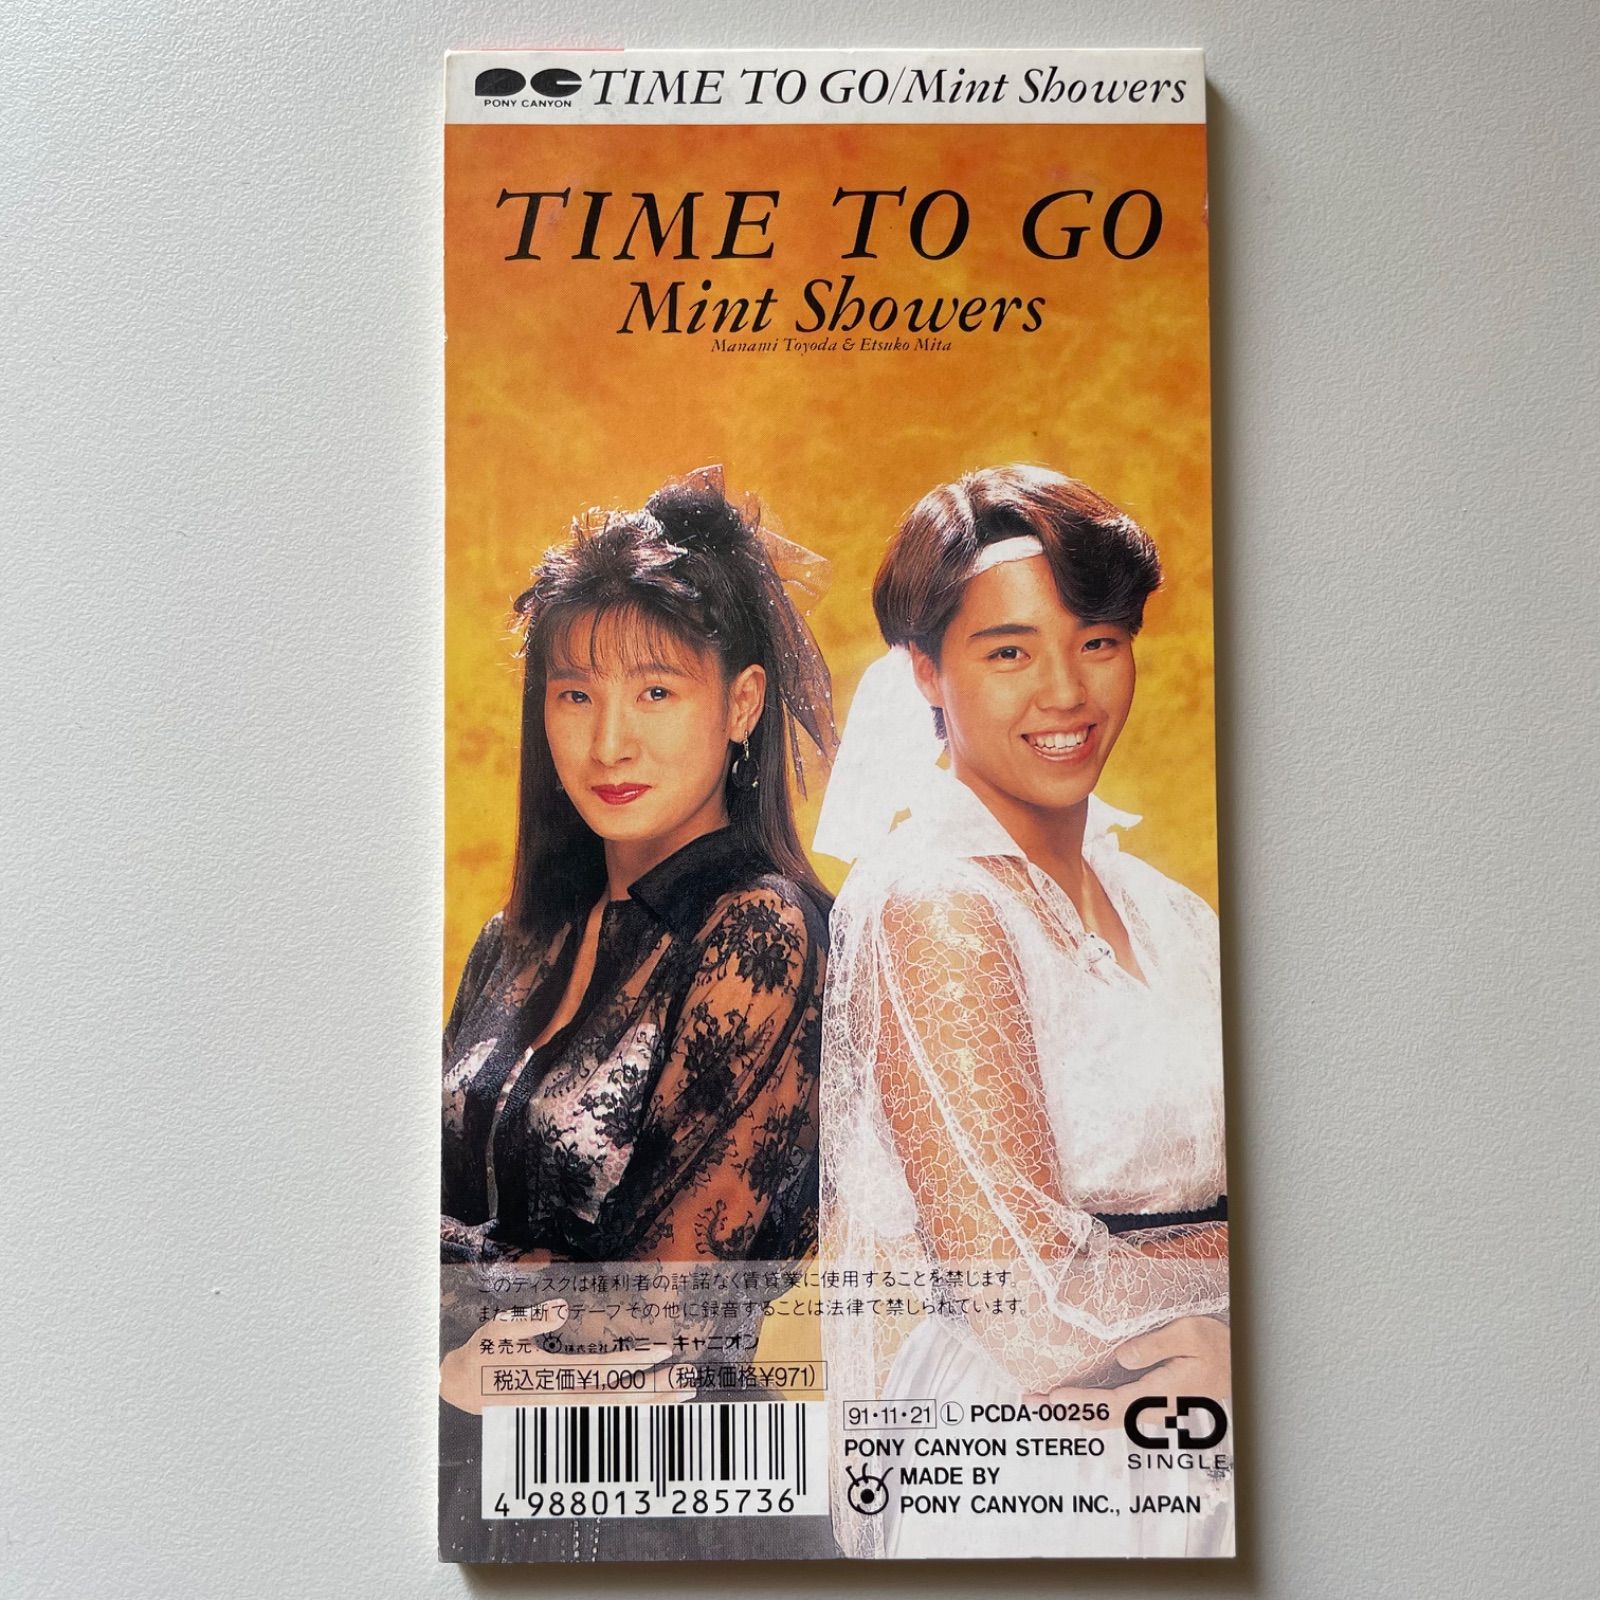 PONY CANYON TIME TO GO/Mint Showers
TIME TO GO
Mint Showers
Manami Toyoda & Etsuko Mita
このディスクは権利者の許諾なく賃貸業に使用することを禁じます。
また無断でテープその他に録音することは法律で禁じられています。
発売元:株式会社ポニーキャニオン
税込定価¥1,000 (税抜価格¥971)
4 988013 285736
91・11・21 Ⓛ PCDA-00256
PONY CANYON STEREO
MADE BY
PONY CANYON INC., JAPAN
CD
SINGLE